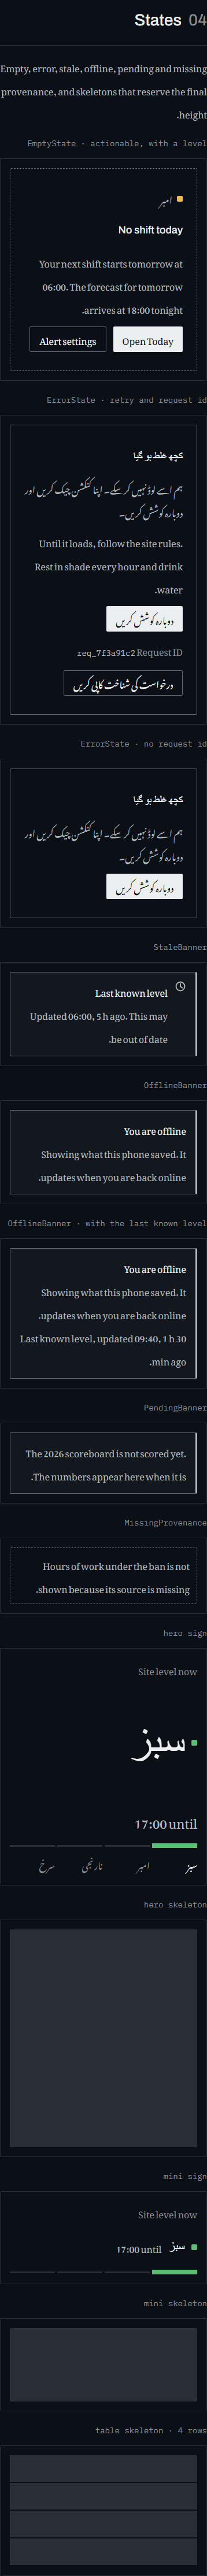 States 04
Empty, error, stale, offline, pending and missing
provenance, and skeletons that reserve the final
height.
EmptyState · actionable, with a level
امبر
No shift today
Your next shift starts tomorrow at
06:00. The forecast for tomorrow
arrives at 18:00 tonight.
Open Today
Alert settings
ErrorState · retry and request id
کچھ غلط ہو گیا
ہم اسے لوڈ نہیں کر سکے۔ اپنا کنکشن چیک کریں اور
دوبارہ کوشش کریں۔
Until it loads, follow the site rules.
Rest in shade every hour and drink
water.
دوبارہ کوشش کریں
Request ID req_7f3a91c2
درخواست کی شناخت کاپی کریں
ErrorState · no request id
کچھ غلط ہو گیا
ہم اسے لوڈ نہیں کر سکے۔ اپنا کنکشن چیک کریں اور
دوبارہ کوشش کریں۔
دوبارہ کوشش کریں
StaleBanner
Last known level
Updated 06:00, 5 h ago. This may
be out of date.
OfflineBanner
You are offline
Showing what this phone saved. It
updates when you are back online.
OfflineBanner · with the last known level
You are offline
Showing what this phone saved. It
updates when you are back online.
Last known level, updated 09:40, 1 h 30
min ago.
PendingBanner
The 2026 scoreboard is not scored yet.
The numbers appear here when it is.
MissingProvenance
Hours of work under the ban is not
shown because its source is missing.
hero sign
Site level now
سبز
until 17:00
سبز
امبر
نارنجی
سرخ
hero skeleton
mini sign
Site level now
سبز
until 17:00
mini skeleton
table skeleton · 4 rows